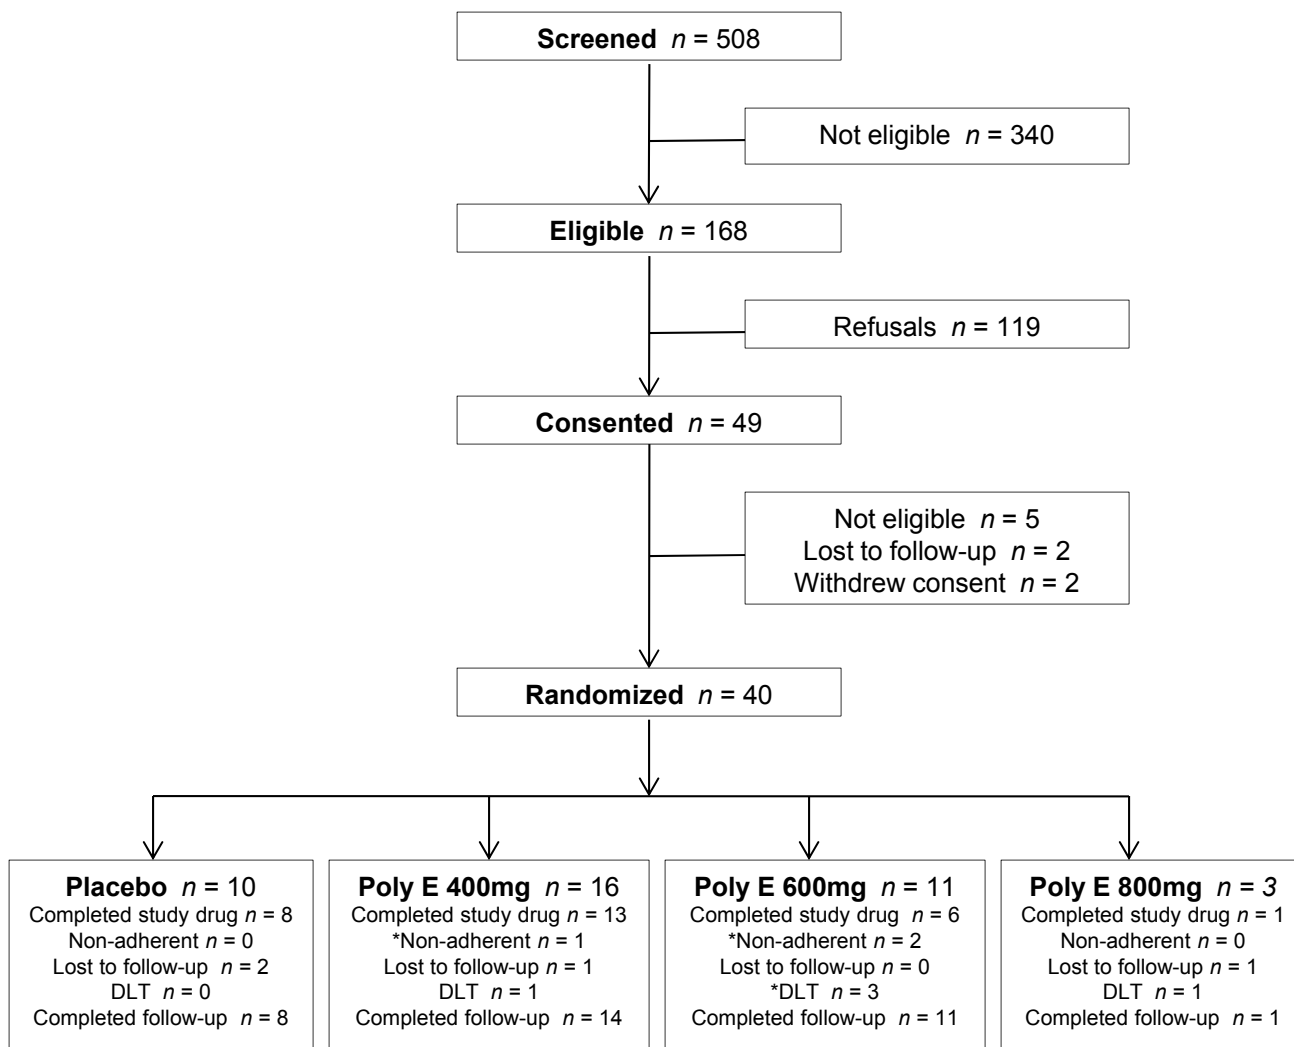 Screened n = 508
Not eligible n = 340
Eligible n = 168
Refusals n = 119
Consented n = 49
Not eligible n = 5
Lost to follow-up n = 2
Withdrew consent n = 2
Randomized n = 40
Placebo n = 10
Completed study drug n = 8
Non-adherent n = 0
Lost to follow-up n = 2
DLT n = 0
Completed follow-up n = 8
Poly E 400mg n = 16
Completed study drug n = 13
*Non-adherent n = 1
Lost to follow-up n = 1
DLT n = 1
Completed follow-up n = 14
Poly E 600mg n = 11
Completed study drug n = 6
*Non-adherent n = 2
Lost to follow-up n = 0
*DLT n = 3
Completed follow-up n = 11
Poly E 800mg n = 3
Completed study drug n = 1
Non-adherent n = 0
Lost to follow-up n = 1
DLT n = 1
Completed follow-up n = 1